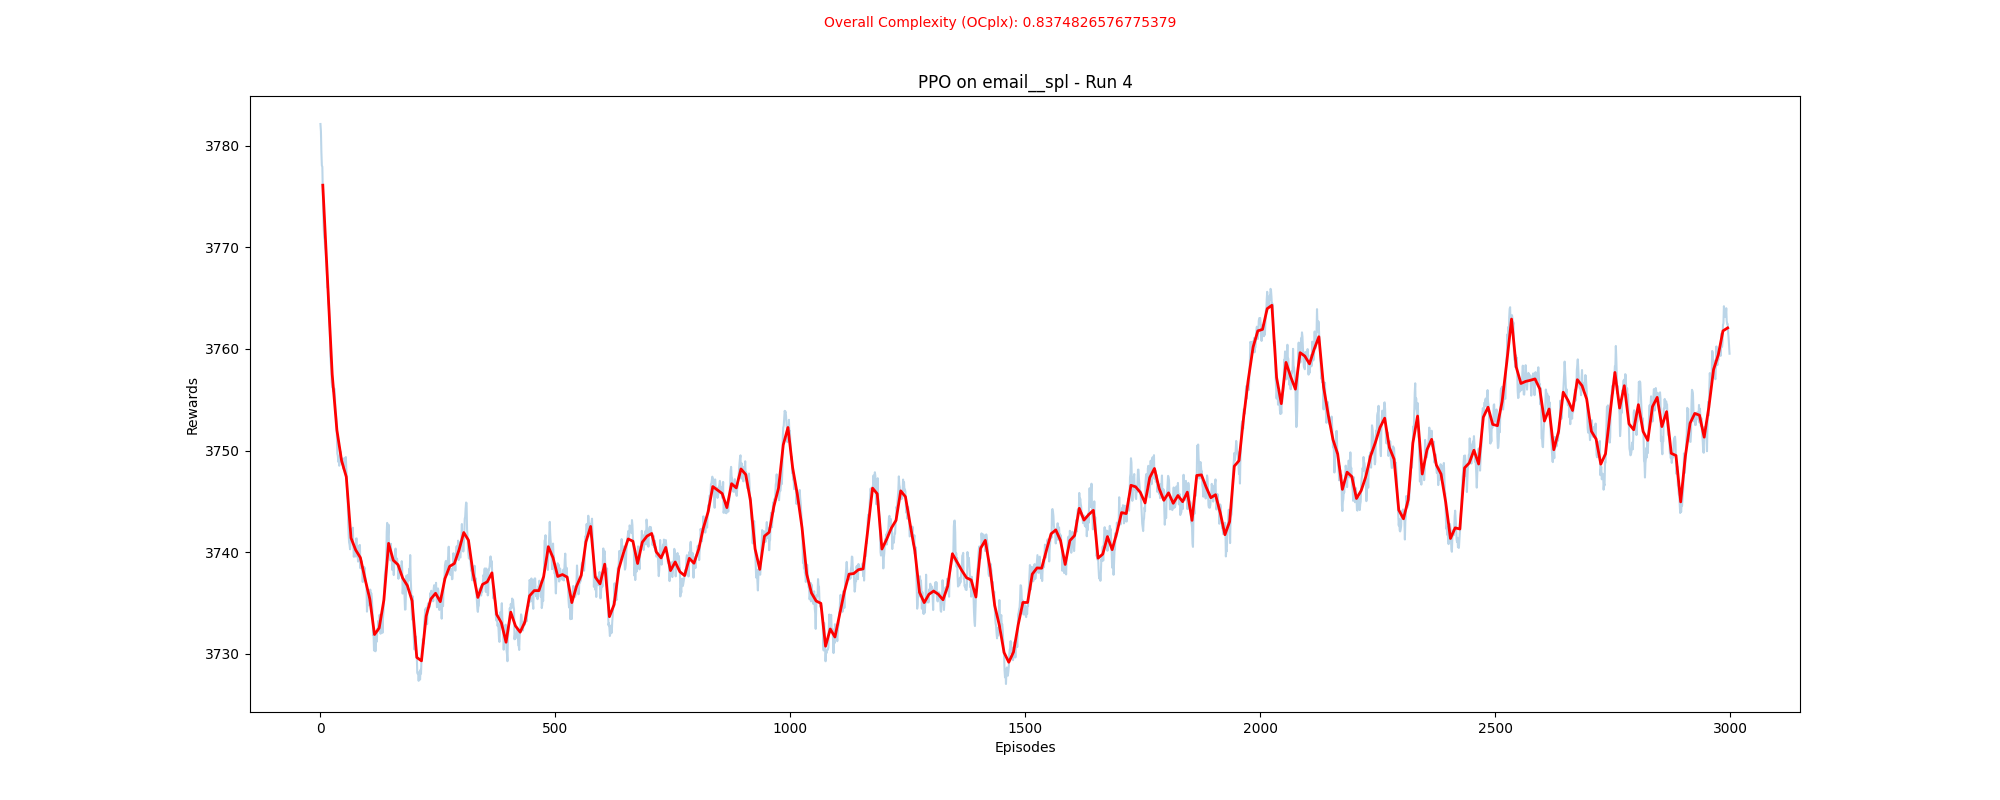 Overall Complexity (OCplx): 0.8374826576775379
PPO on email__spl - Run 4
3780
3770
3760
3750
3740
3730
Rewards
0 500 1000 1500 2000 2500 3000
Episodes